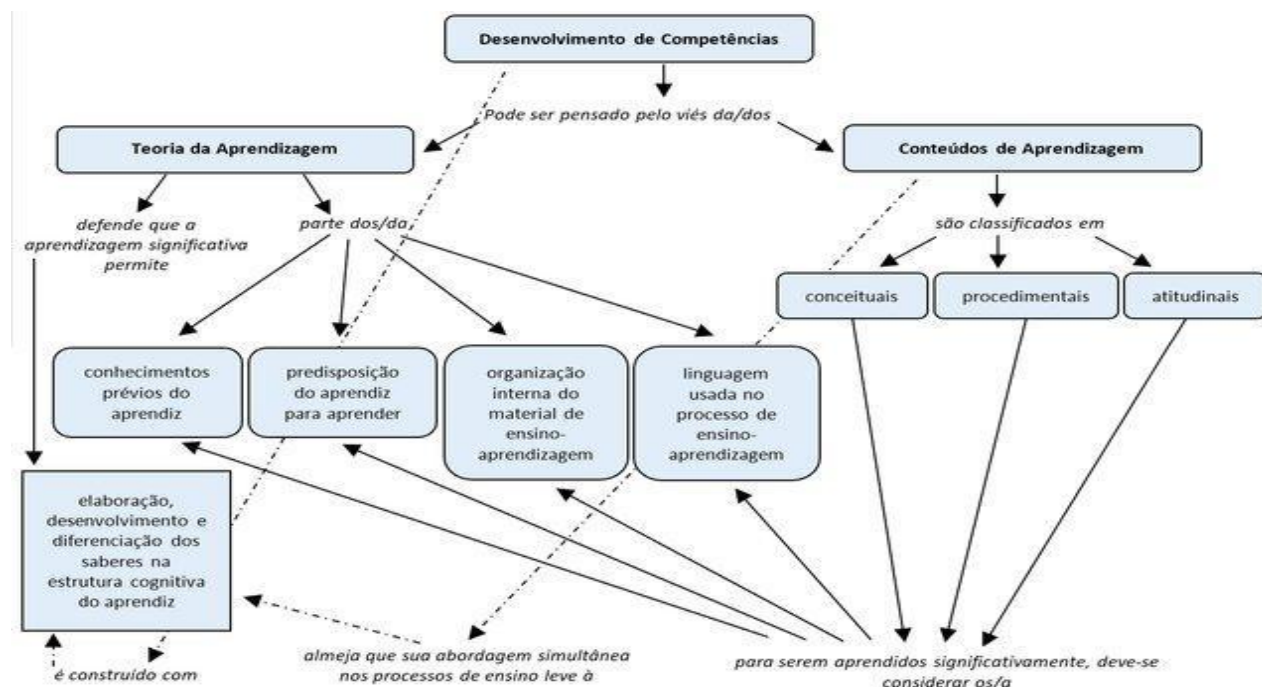 Desenvolvimento de Competências
Pode ser pensado pelo viés da/dos
Teoria da Aprendizagem
Conteúdos de Aprendizagem
defende que a
aprendizagem significativa
permite
parte dos/da
são classificados em
conceituais
procedimentais
atitudinais
conhecimentos
prévios do
aprendiz
predisposição
do aprendiz
para aprender
organização
interna do
material de
ensino-
aprendizagem
linguagem
usada no
processo de
ensino-
aprendizagem
elaboração,
desenvolvimento e
diferenciação dos
saberes na
estrutura cognitiva
do aprendiz
é construído com
almeja que sua abordagem simultânea
nos processos de ensino leve à
para serem aprendidos significativamente, deve-se
considerar os/a